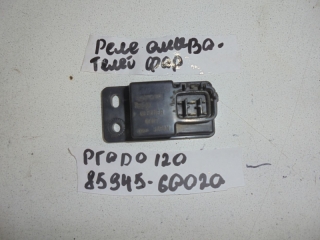 Реле омыва-
телей фар
Prado 120
85945-60020